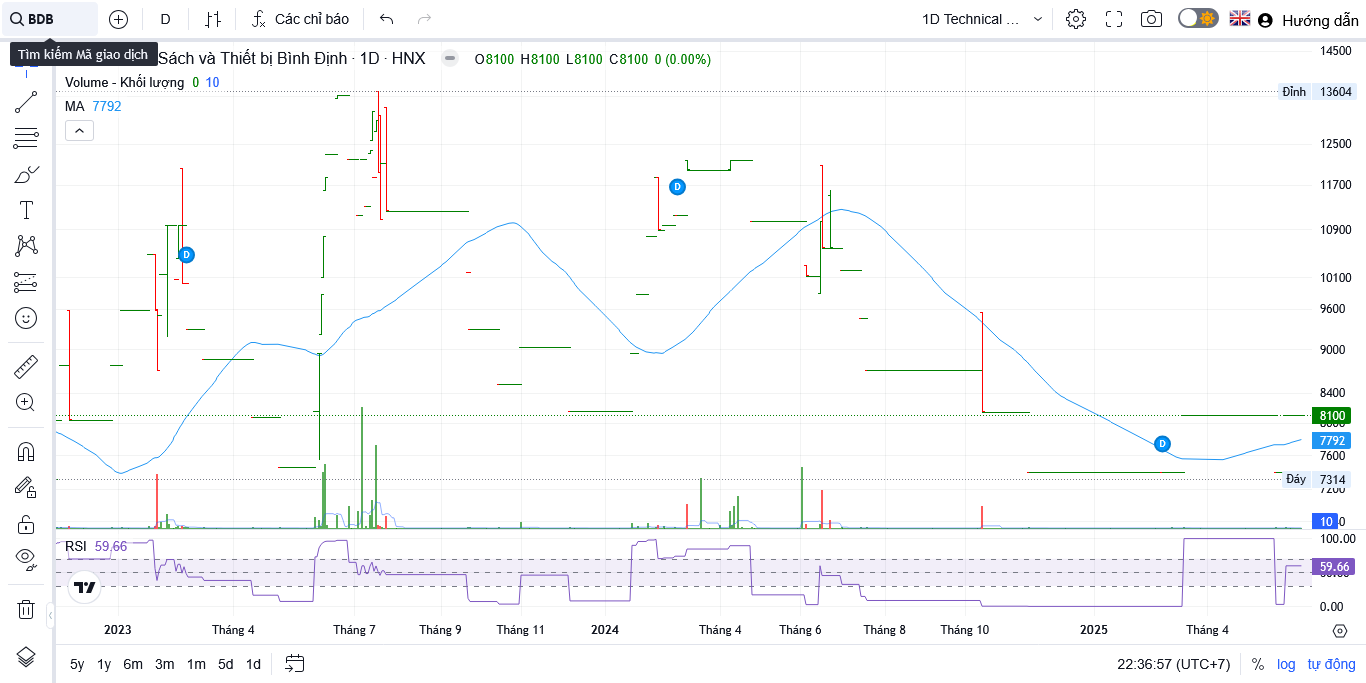 BDB D Các chỉ báo 1D Technical ... Hướng dẫn
Tìm kiếm Mã giao dịch
Sách và Thiết bị Bình Định · 1D · HNX O8100 H8100 L8100 C8100 0 (0.00%)
Volume - Khối lượng 0 10
MA 7792
14500
Đỉnh 13604
12500
11700
D
10900
D
10100
9600
9000
8400
8100
8000
7792
D
7600
Đáy 7314
7200
10
RSI 59.66
100.00
59.66
50.00
0.00
2023 Tháng 4 Tháng 7 Tháng 9 Tháng 11 2024 Tháng 4 Tháng 6 Tháng 8 Tháng 10 2025 Tháng 4
5y 1y 6m 3m 1m 5d 1d 22:36:57 (UTC+7) % log tự động